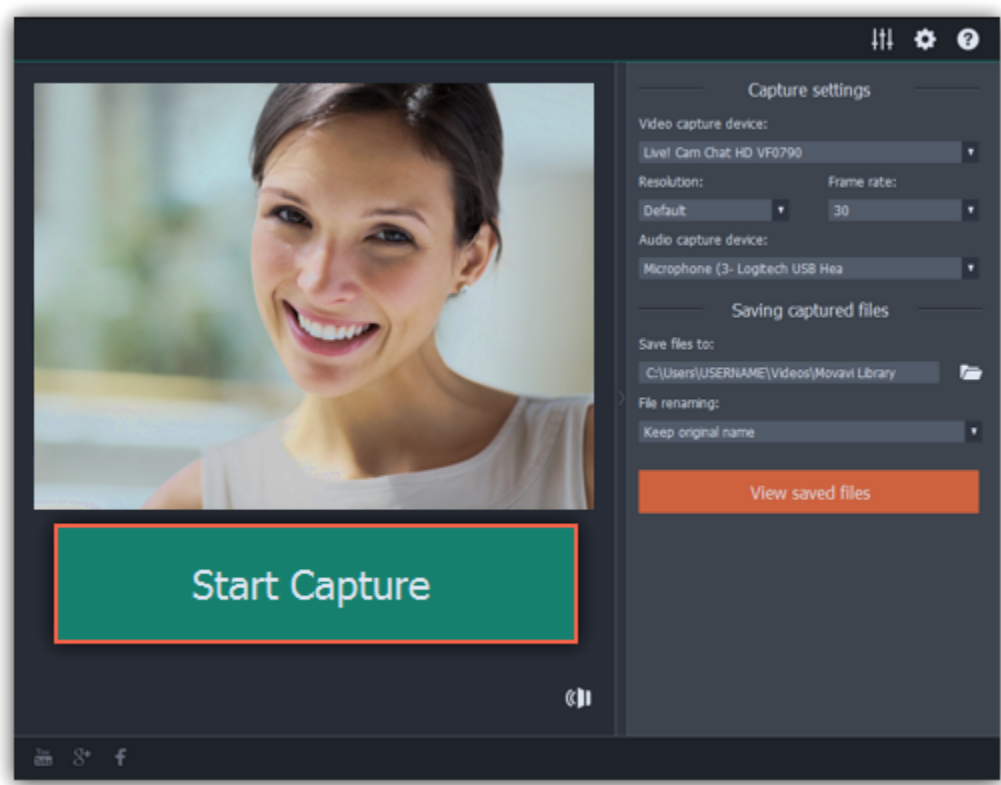 Capture settings
Video capture device:
Live! Cam Chat HD VF0790
Resolution: Frame rate:
Default 30
Audio capture device:
Microphone (3- Logitech USB Hea
Saving captured files
Save files to:
C:\Users\USERNAME\Videos\Movavi Library
File renaming:
Keep original name
View saved files
Start Capture
You Tube
g+
f